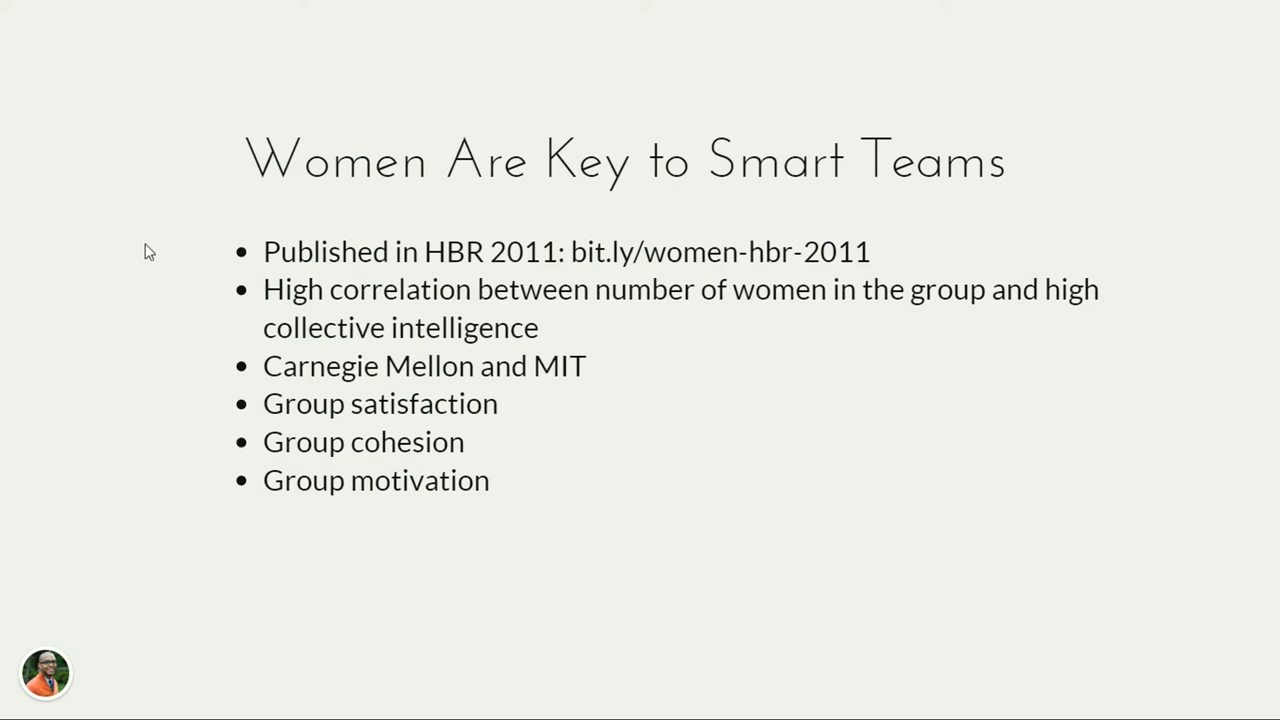 Women Are Key to Smart Teams
Published in HBR 2011: bit.ly/women-hbr-2011
High correlation between number of women in the group and high
collective intelligence
Carnegie Mellon and MIT
Group satisfaction
Group cohesion
Group motivation